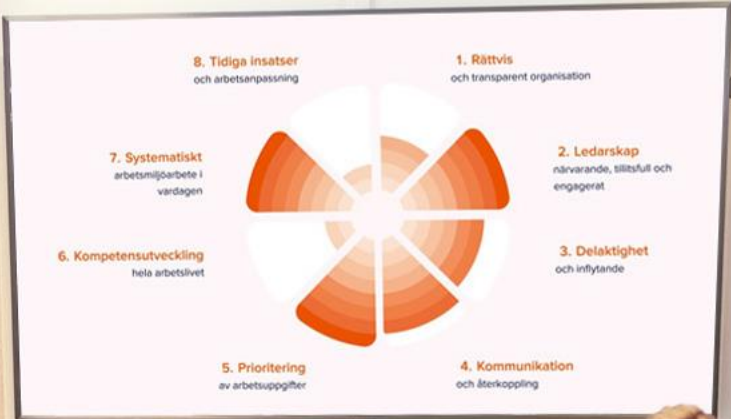 8. Tidiga insatser
och arbetsanpassning
1. Rättvis
och transparent organisation
7. Systematiskt
arbetsmiljöarbete i
vardagen
2. Ledarskap
närvarande, tillitsfull och
engagerat
6. Kompetensutveckling
hela arbetslivet
3. Delaktighet
och inflytande
5. Prioritering
av arbetsuppgifter
4. Kommunikation
och återkoppling